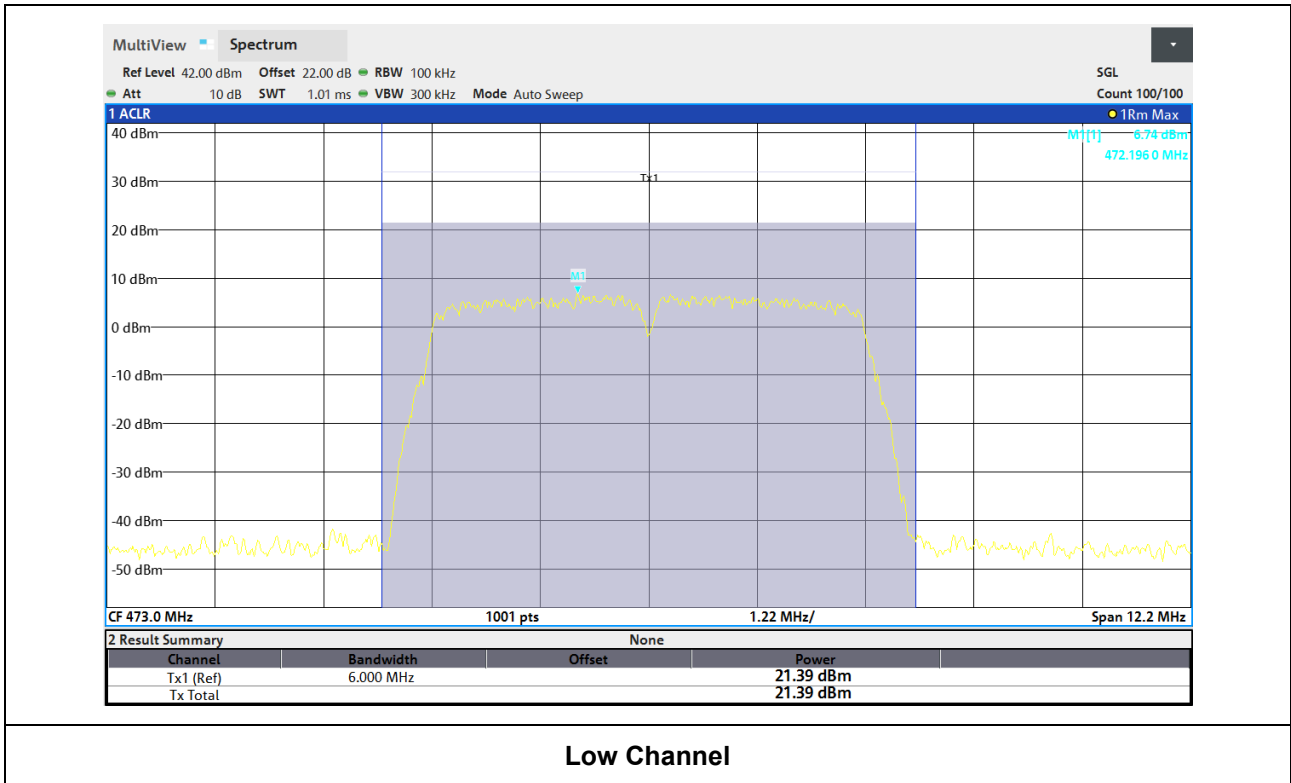 MultiView Spectrum
Ref Level 42.00 dBm Offset 22.00 dB RBW 100 kHz SGL
Att 10 dB SWT 1.01 ms VBW 300 kHz Mode Auto Sweep Count 100/100
1 ACLR 1Rm Max
40 dBm M1[1] 6.74 dBm
472.1960 MHz
Tx1
30 dBm
20 dBm
M1
10 dBm
0 dBm
-10 dBm
-20 dBm
-30 dBm
-40 dBm
-50 dBm
CF 473.0 MHz 1001 pts 1.22 MHz/ Span 12.2 MHz
2 Result Summary None
Channel Bandwidth Offset Power
Tx1 (Ref) 6.000 MHz 21.39 dBm
Tx Total 21.39 dBm
Low Channel